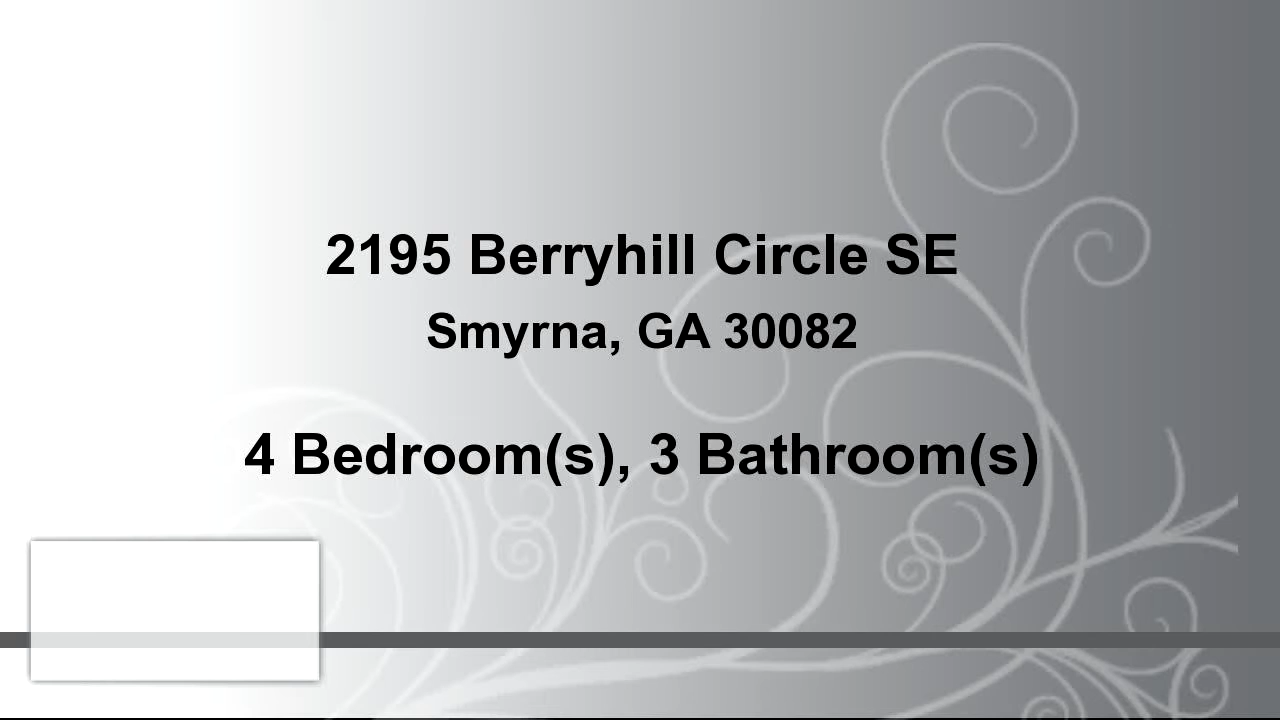 2195 Berryhill Circle SE
Smyrna, GA 30082
4 Bedroom(s), 3 Bathroom(s)